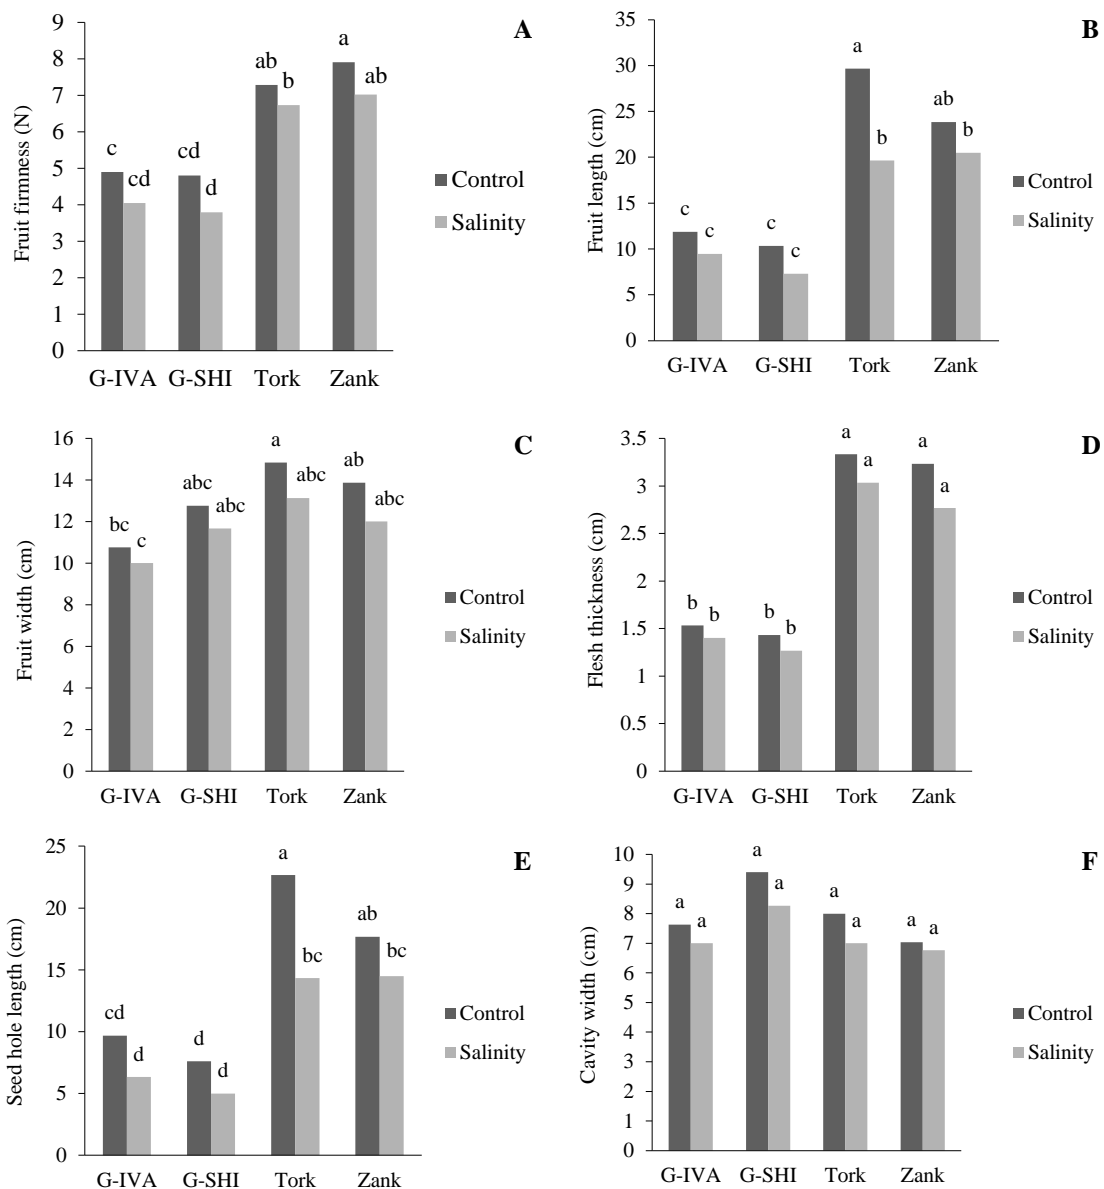 A
Fruit firmness (N)
9
8
7
6
5
4
3
2
1
0
c
cd
cd
d
ab
b
a
ab
G-IVA G-SHI Tork Zank
Control
Salinity
B
Fruit length (cm)
35
30
25
20
15
10
5
0
c
c
c
c
a
b
ab
b
G-IVA G-SHI Tork Zank
Control
Salinity
C
Fruit width (cm)
16
14
12
10
8
6
4
2
0
bc
c
abc
abc
a
abc
ab
abc
G-IVA G-SHI Tork Zank
Control
Salinity
D
Flesh thickness (cm)
3.5
3
2.5
2
1.5
1
0.5
0
b
b
b
b
a
a
a
a
G-IVA G-SHI Tork Zank
Control
Salinity
E
Seed hole length (cm)
25
20
15
10
5
0
cd
d
d
d
a
bc
ab
bc
G-IVA G-SHI Tork Zank
Control
Salinity
F
Cavity width (cm)
10
9
8
7
6
5
4
3
2
1
0
a
a
a
a
a
a
a
a
G-IVA G-SHI Tork Zank
Control
Salinity